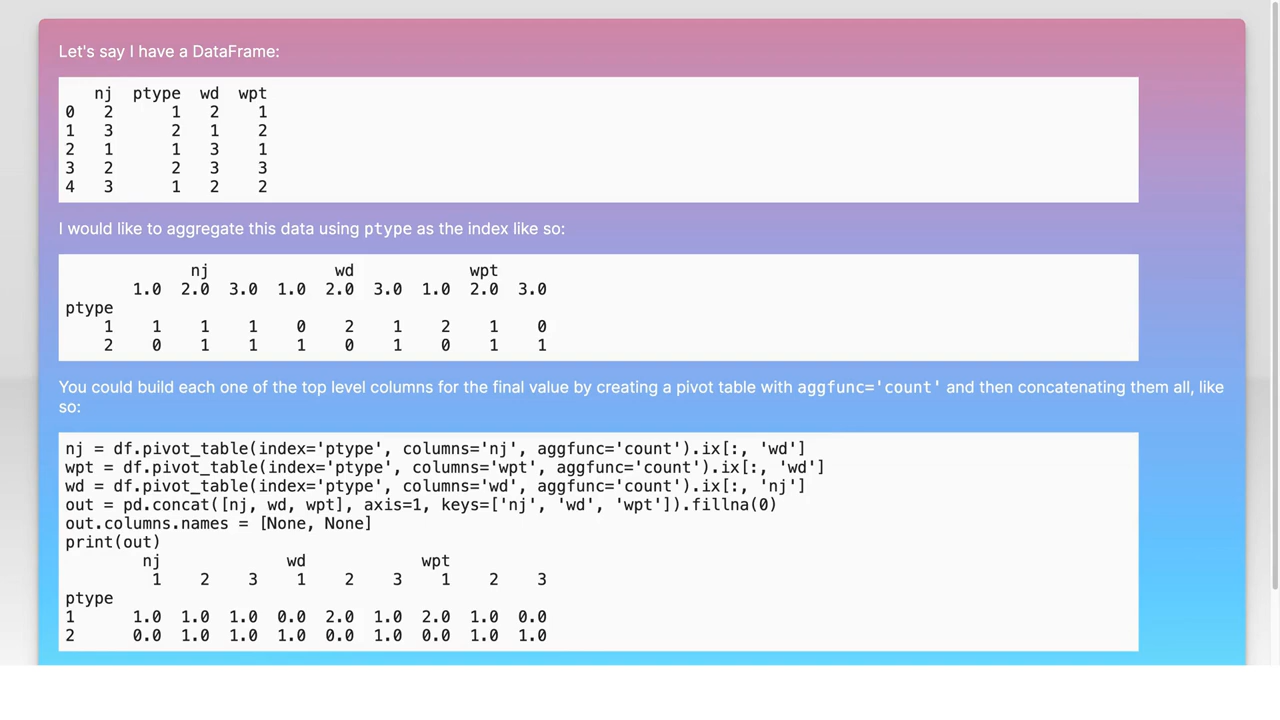 Let's say I have a DataFrame:
   nj  ptype  wd  wpt
0   2      1   2    1
1   3      2   1    2
2   1      1   3    1
3   2      2   3    3
4   3      1   2    2
I would like to aggregate this data using ptype as the index like so:
             nj             wd            wpt
       1.0  2.0  3.0  1.0  2.0  3.0  1.0  2.0  3.0
ptype
    1    1    1    1    0    2    1    2    1    0
    2    0    1    1    1    0    1    0    1    1
You could build each one of the top level columns for the final value by creating a pivot table with aggfunc='count' and then concatenating them all, like
so:
nj = df.pivot_table(index='ptype', columns='nj', aggfunc='count').ix[:, 'wd']
wpt = df.pivot_table(index='ptype', columns='wpt', aggfunc='count').ix[:, 'wd']
wd = df.pivot_table(index='ptype', columns='wd', aggfunc='count').ix[:, 'nj']
out = pd.concat([nj, wd, wpt], axis=1, keys=['nj', 'wd', 'wpt']).fillna(0)
out.columns.names = [None, None]
print(out)
        nj             wd            wpt
         1    2    3    1    2    3    1    2    3
ptype
1      1.0  1.0  1.0  0.0  2.0  1.0  2.0  1.0  0.0
2      0.0  1.0  1.0  1.0  0.0  1.0  0.0  1.0  1.0